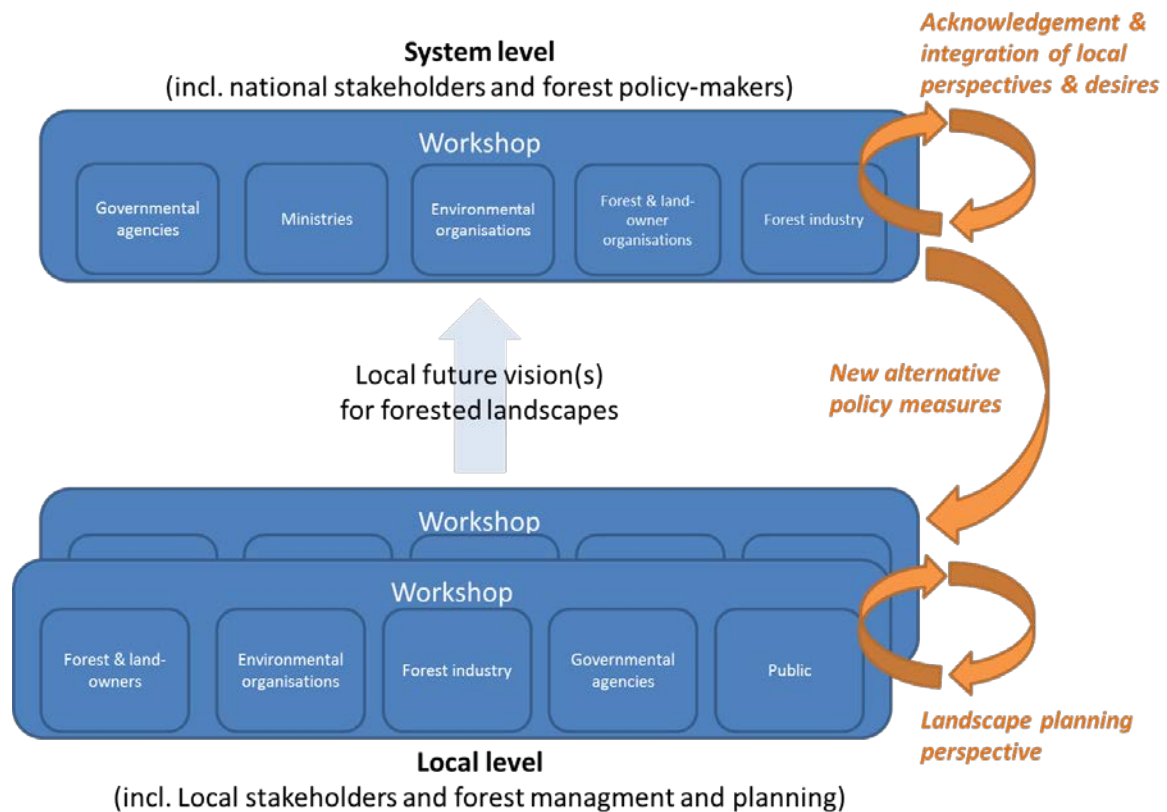 System level
(incl. national stakeholders and forest policy-makers)
Acknowledgement &
integration of local
perspectives & desires
Workshop
Governmental
agencies
Ministries
Environmental
organisations
Forest & land-
owner
organisations
Forest industry
Local future vision(s)
for forested landscapes
New alternative
policy measures
Workshop
Workshop
Forest & land-
owners
Environmental
organisations
Forest industry
Governmental
agencies
Public
Landscape planning
perspective
Local level
(incl. Local stakeholders and forest managment and planning)